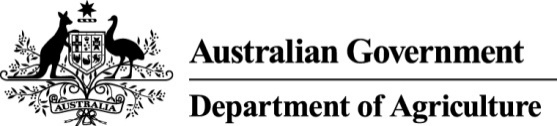 Australian Government
AUSTRALIA
Department of Agriculture